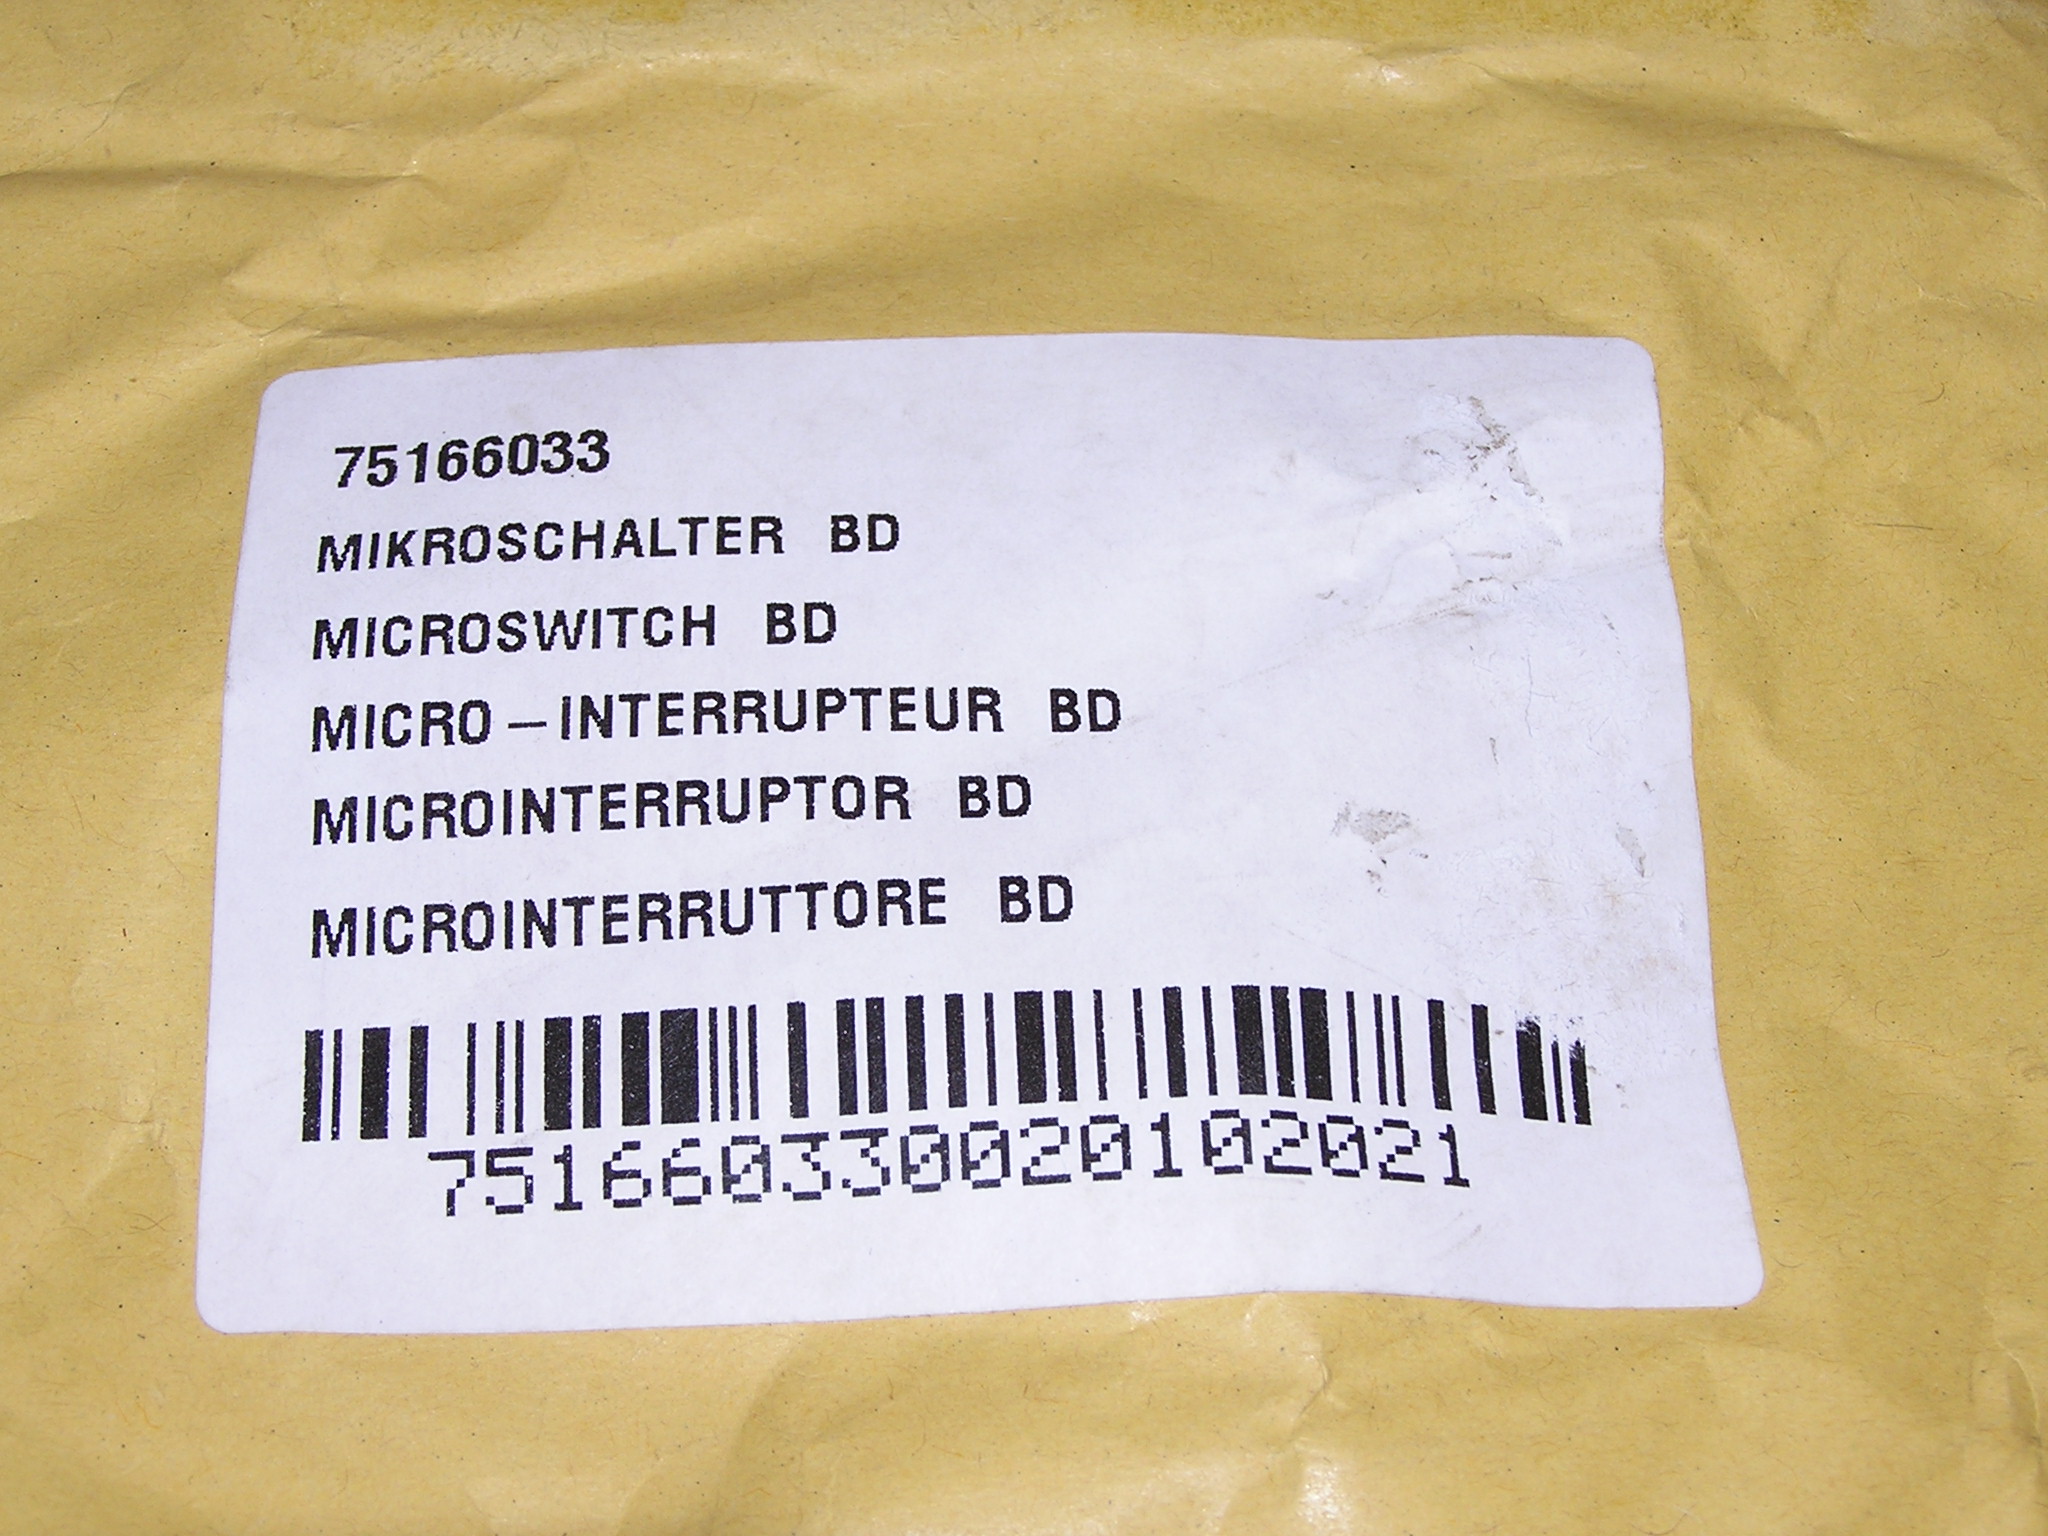 75166033
MIKROSCHALTER BD
MICROSWITCH BD
MICRO-INTERRUPTEUR BD
MICROINTERRUPTOR BD
MICROINTERRUTTORE BD
751660330020102021